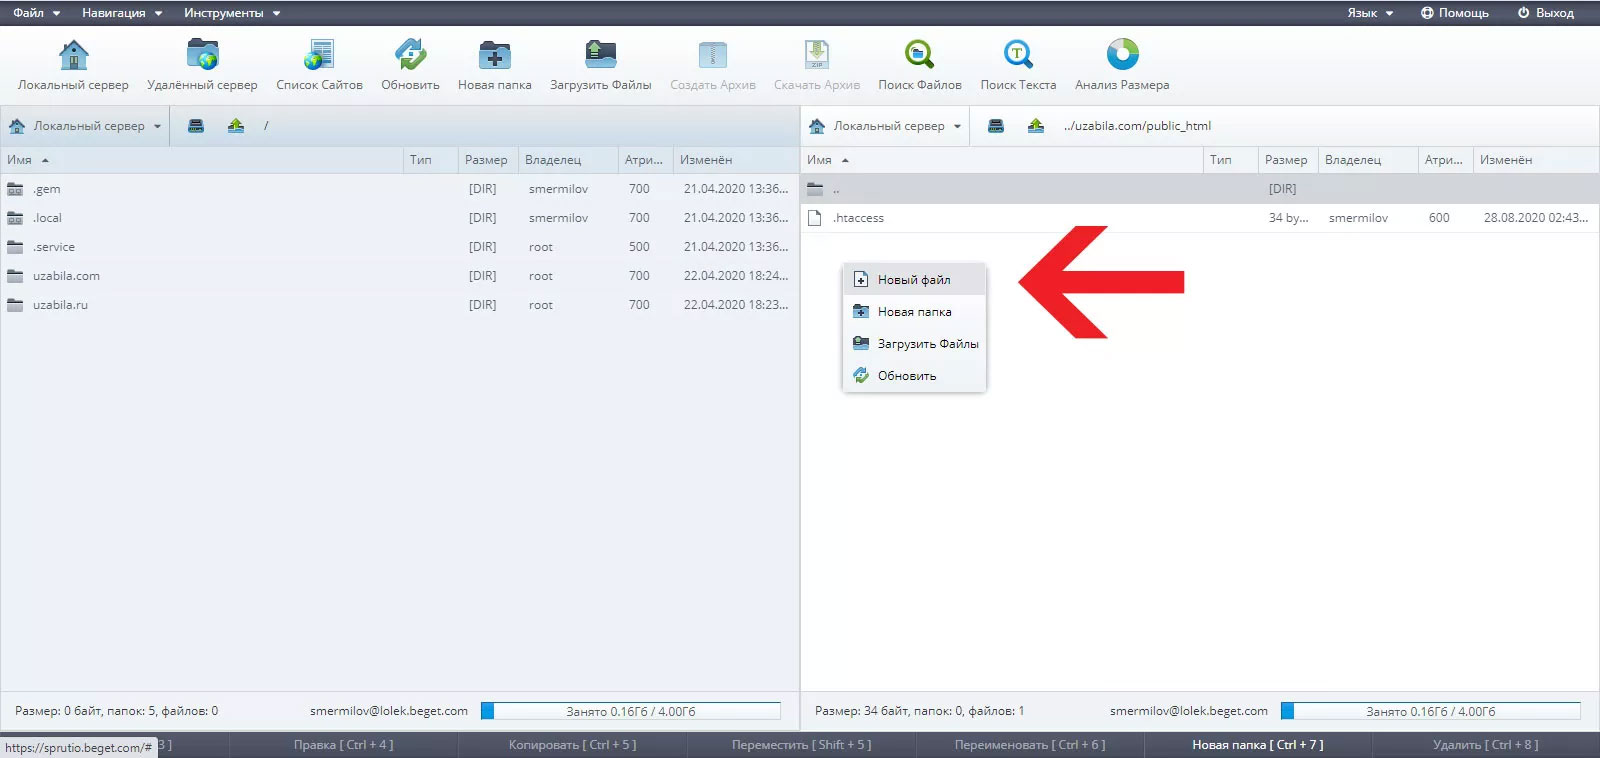 Файл Навигация Инструменты Язык Помощь Выход
Локальный сервер Удалённый сервер Список Сайтов Обновить Новая папка Загрузить Файлы Создать Архив Скачать Архив Поиск Файлов Поиск Текста Анализ Размера
Локальный сервер /
Имя Тип Размер Владелец Атри... Изменён
.gem [DIR] smermilov 700 21.04.2020 13:36...
.local [DIR] smermilov 700 21.04.2020 13:36...
.service [DIR] root 500 21.04.2020 13:36...
uzabila.com [DIR] root 700 22.04.2020 18:24...
uzabila.ru [DIR] root 700 22.04.2020 18:23...
Размер: 0 байт, папок: 5, файлов: 0 smermilov@lolek.beget.com Занято 0.16Гб / 4.00Гб
Локальный сервер ../uzabila.com/public_html
Имя Тип Размер Владелец Атри... Изменён
.. [DIR]
.htaccess 34 by... smermilov 600 28.08.2020 02:43...
Новый файл
Новая папка
Загрузить Файлы
Обновить
Размер: 34 байт, папок: 0, файлов: 1 smermilov@lolek.beget.com Занято 0.16Гб / 4.00Гб
https://sprutio.beget.com/# 3 ] Правка [ Ctrl + 4 ] Копировать [ Ctrl + 5 ] Переместить [ Shift + 5 ] Переименовать [ Ctrl + 6 ] Новая папка [ Ctrl + 7 ] Удалить [ Ctrl + 8 ]